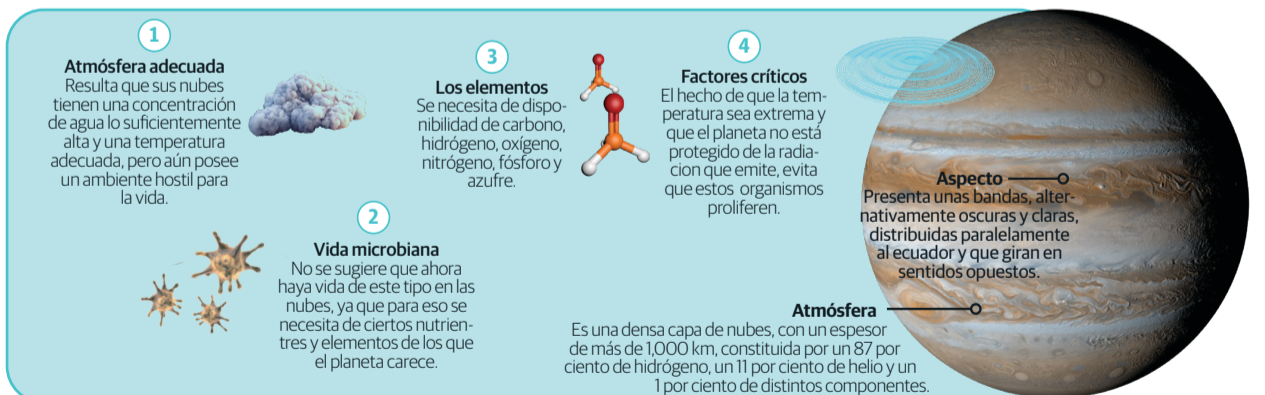 1
Atmósfera adecuada
Resulta que sus nubes
tienen una concentración
de agua lo suficientemente
alta y una temperatura
adecuada, pero aún posee
un ambiente hostil para
la vida.
2
Vida microbiana
No se sugiere que ahora
haya vida de este tipo en las
nubes, ya que para eso se
necesita de ciertos nutrien-
tres y elementos de los que
el planeta carece.
3
Los elementos
Se necesita de dispo-
nibilidad de carbono,
hidrógeno, oxígeno,
nitrógeno, fósforo y
azufre.
4
Factores críticos
El hecho de que la tem-
peratura sea extrema y
que el planeta no está
protegido de la radia-
cion que emite, evita
que estos organismos
proliferen.
Aspecto
Presenta unas bandas, alter-
nativamente oscuras y claras,
distribuidas paralelamente
al ecuador y que giran en
sentidos opuestos.
Atmósfera
Es una densa capa de nubes, con un espesor
de más de 1,000 km, constituida por un 87 por
ciento de hidrógeno, un 11 por ciento de helio y un
1 por ciento de distintos componentes.